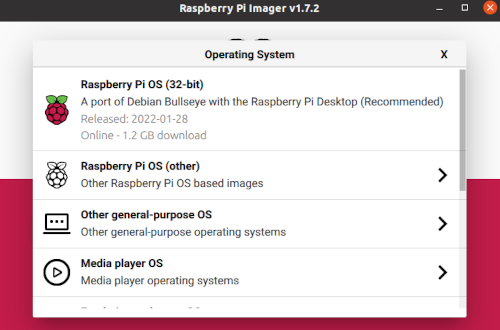 Raspberry Pi Imager v1.7.2
Operating System
X
Raspberry Pi OS (32-bit)
A port of Debian Bullseye with the Raspberry Pi Desktop (Recommended)
Released: 2022-01-28
Online - 1.2 GB download
Raspberry Pi OS (other)
Other Raspberry Pi OS based images
Other general-purpose OS
Other general-purpose operating systems
Media player OS
Media player operating systems